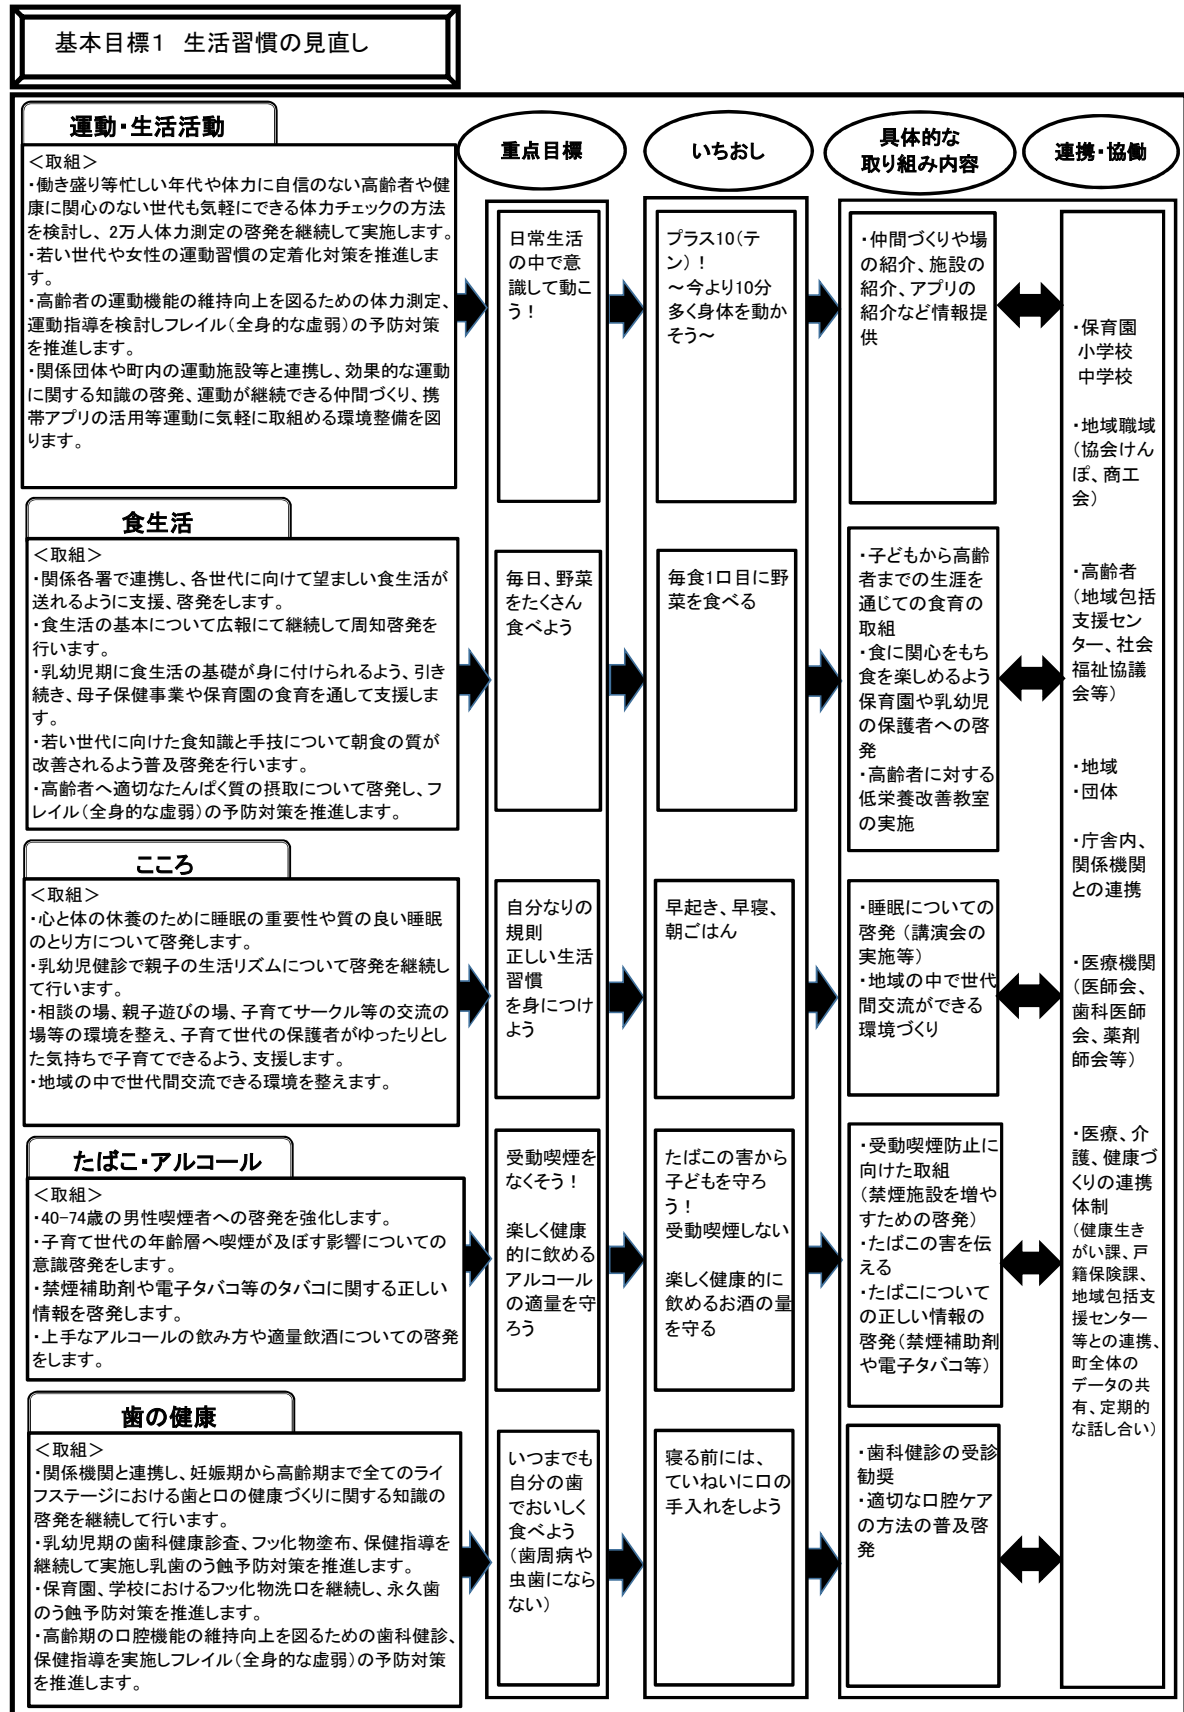 基本目標1　生活習慣の見直し
運動・生活活動
＜取組＞
・働き盛り等忙しい年代や体力に自信のない高齢者や健
康に関心のない世代も気軽にできる体力チェックの方法
を検討し、2万人体力測定の啓発を継続して実施します。
・若い世代や女性の運動習慣の定着化対策を推進しま
す。
・高齢者の運動機能の維持向上を図るための体力測定、
運動指導を検討しフレイル（全身的な虚弱）の予防対策
を推進します。
・関係団体や町内の運動施設等と連携し、効果的な運動
に関する知識の啓発、運動が継続できる仲間づくり、携
帯アプリの活用等運動に気軽に取組める環境整備を図
ります。
重点目標
日常生活
の中で意
識して動こ
う！
いちおし
プラス10（テ
ン）！
～今より10分
多く身体を動か
そう～
具体的な
取り組み内容
・仲間づくりや場
の紹介、施設の
紹介、アプリの
紹介など情報提
供
連携・協働
食生活
＜取組＞
・関係各署で連携し、各世代に向けて望ましい食生活が
送れるように支援、啓発をします。
・食生活の基本について広報にて継続して周知啓発を
行います。
・乳幼児期に食生活の基礎が身に付けられるよう、引き
続き、母子保健事業や保育園の食育を通して支援しま
す。
・若い世代に向けた食知識と手技について朝食の質が
改善されるよう普及啓発を行います。
・高齢者へ適切なたんぱく質の摂取について啓発し、フ
レイル（全身的な虚弱）の予防対策を推進します。
毎日、野菜
をたくさん
食べよう
毎食1口目に野
菜を食べる
・子どもから高齢
者までの生涯を
通じての食育の
取組
・食に関心をもち
食を楽しめるよう
保育園や乳幼児
の保護者への啓
発
・高齢者に対する
低栄養改善教室
の実施
こころ
＜取組＞
・心と体の休養のために睡眠の重要性や質の良い睡眠
のとり方について啓発します。
・乳幼児健診で親子の生活リズムについて啓発を継続し
て行います。
・相談の場、親子遊びの場、子育てサークル等の交流の
場等の環境を整え、子育て世代の保護者がゆったりとし
た気持ちで子育てできるよう、支援します。
・地域の中で世代間交流できる環境を整えます。
自分なりの
規則
正しい生活
習慣
を身につけ
よう
早起き、早寝、
朝ごはん
・睡眠についての
啓発（講演会の
実施等）
・地域の中で世代
間交流ができる
環境づくり
たばこ・アルコール
＜取組＞
・40-74歳の男性喫煙者への啓発を強化します。
・子育て世代の年齢層へ喫煙が及ぼす影響についての
意識啓発をします。
・禁煙補助剤や電子タバコ等のタバコに関する正しい
情報を啓発します。
・上手なアルコールの飲み方や適量飲酒についての啓発
をします。
受動喫煙を
なくそう！
楽しく健康
的に飲める
アルコール
の適量を守
ろう
たばこの害から
子どもを守ろ
う！
受動喫煙しない
楽しく健康的に
飲めるお酒の量
を守る
・受動喫煙防止に
向けた取組
（禁煙施設を増や
すための啓発）
・たばこの害を伝
える
・たばこについて
の正しい情報の
啓発（禁煙補助剤
や電子タバコ等）
歯の健康
＜取組＞
・関係機関と連携し、妊娠期から高齢期まで全てのライ
フステージにおける歯と口の健康づくりに関する知識の
啓発を継続して行います。
・乳幼児期の歯科健康診査、フッ化物塗布、保健指導を
継続して実施し乳歯のう蝕予防対策を推進します。
・保育園、学校におけるフッ化物洗口を継続し、永久歯
のう蝕予防対策を推進します。
・高齢期の口腔機能の維持向上を図るための歯科健診、
保健指導を実施しフレイル（全身的な虚弱）の予防対策
を推進します。
いつまでも
自分の歯
でおいしく
食べよう
（歯周病や
虫歯になら
ない）
寝る前には、
ていねいに口の
手入れをしよう
・歯科健診の受診
勧奨
・適切な口腔ケア
の方法の普及啓
発
・保育園
小学校
中学校
・地域職域
（協会けん
ぽ、商工
会）
・高齢者
（地域包括
支援セン
ター、社会
福祉協議
会等）
・地域
・団体
・庁舎内、
関係機関
との連携
・医療機関
（医師会、
歯科医師
会、薬剤
師会等）
・医療、介
護、健康づ
くりの連携
体制
（健康生き
がい課、戸
籍保険課、
地域包括支
援センター
等との連携、
町全体の
データの共
有、定期的
な話し合い）